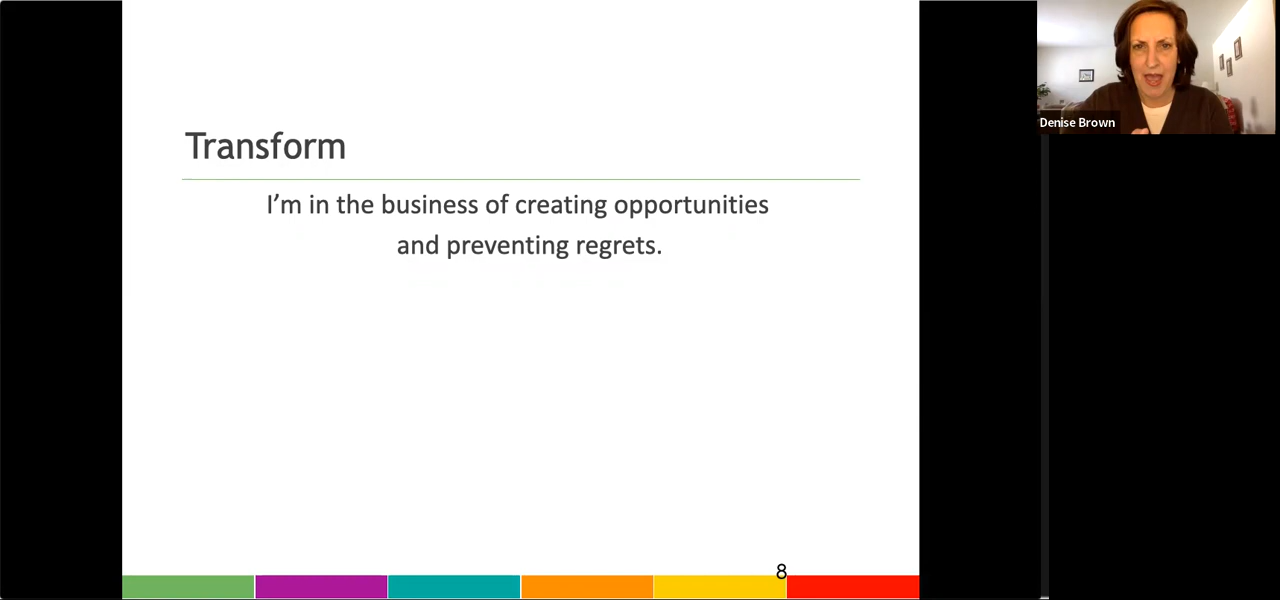 Transform
I’m in the business of creating opportunities
and preventing regrets.
8
Denise Brown